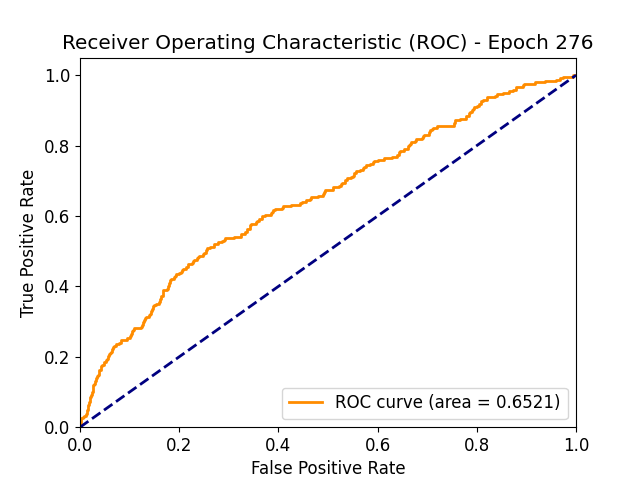 Receiver Operating Characteristic (ROC) - Epoch 276
True Positive Rate
1.0
0.8
0.6
0.4
0.2
0.0
ROC curve (area = 0.6521)
0.0 0.2 0.4 0.6 0.8 1.0
False Positive Rate